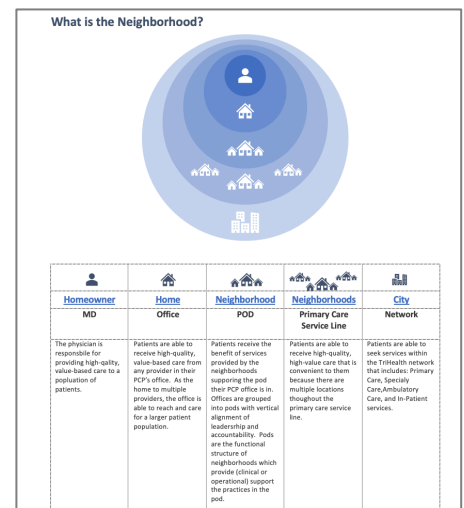 What is the Neighborhood?
Homeowner
Home
Neighborhood
Neighborhoods
City
MD
Office
POD
Primary Care
Service Line
Network
The physician is
responsbile for
providing high-qality,
value-based care to a
popluation of
patients.
Patients are able to
receive high-quality,
value-based care from
any provider in their
PCP's office. As the
home to multiple
providers, the office is
able to reach and care
for a larger patient
population.
Patients receive the
benefit of services
provided by the
neighborhoods
supporing the pod
their PCP office is in.
Offices are grouped
into pods with vertical
alignment of
leadersrhip and
accountability. Pods
are the functional
structure of
neighborhoods which
provide (clinical or
operational) support
the practices in the
pod.
Patients are able to
receive high-quality,
high-value care that is
convenient to them
because there are
multiple locations
thoughout the
primary care service
line.
Patients are able to
seek services within
the TriHealth network
that includes: Primary
Care, Specialy
Care,Ambulatory
Care, and In-Patient
services.